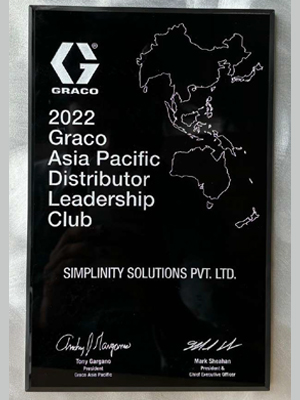 GRACO
2022
Graco
Asia Pacific
Distributor
Leadership
Club
SIMPLINITY SOLUTIONS PVT. LTD.
Tony Gargano
President
Graco Asia Pacific
Mark Sheahan
President &
Chief Executive Officer